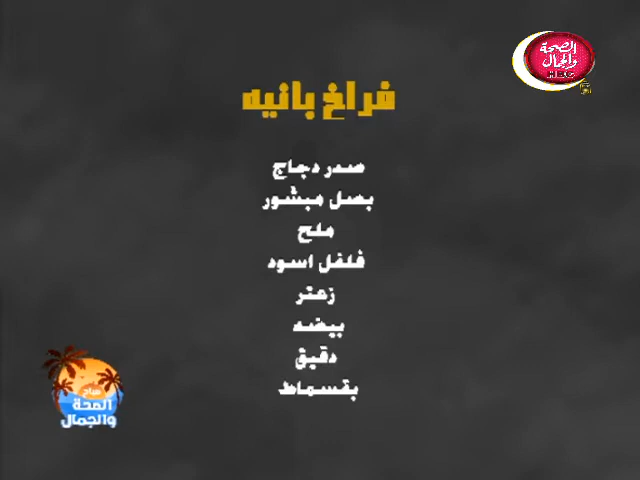 الصحة
والجمال
فراخ بانيه
صدر دجاج
بصل مبشور
ملح
فلفل اسود
زعتر
بيضه
دقيق
بقسماط
صباح
الصحة
والجمال